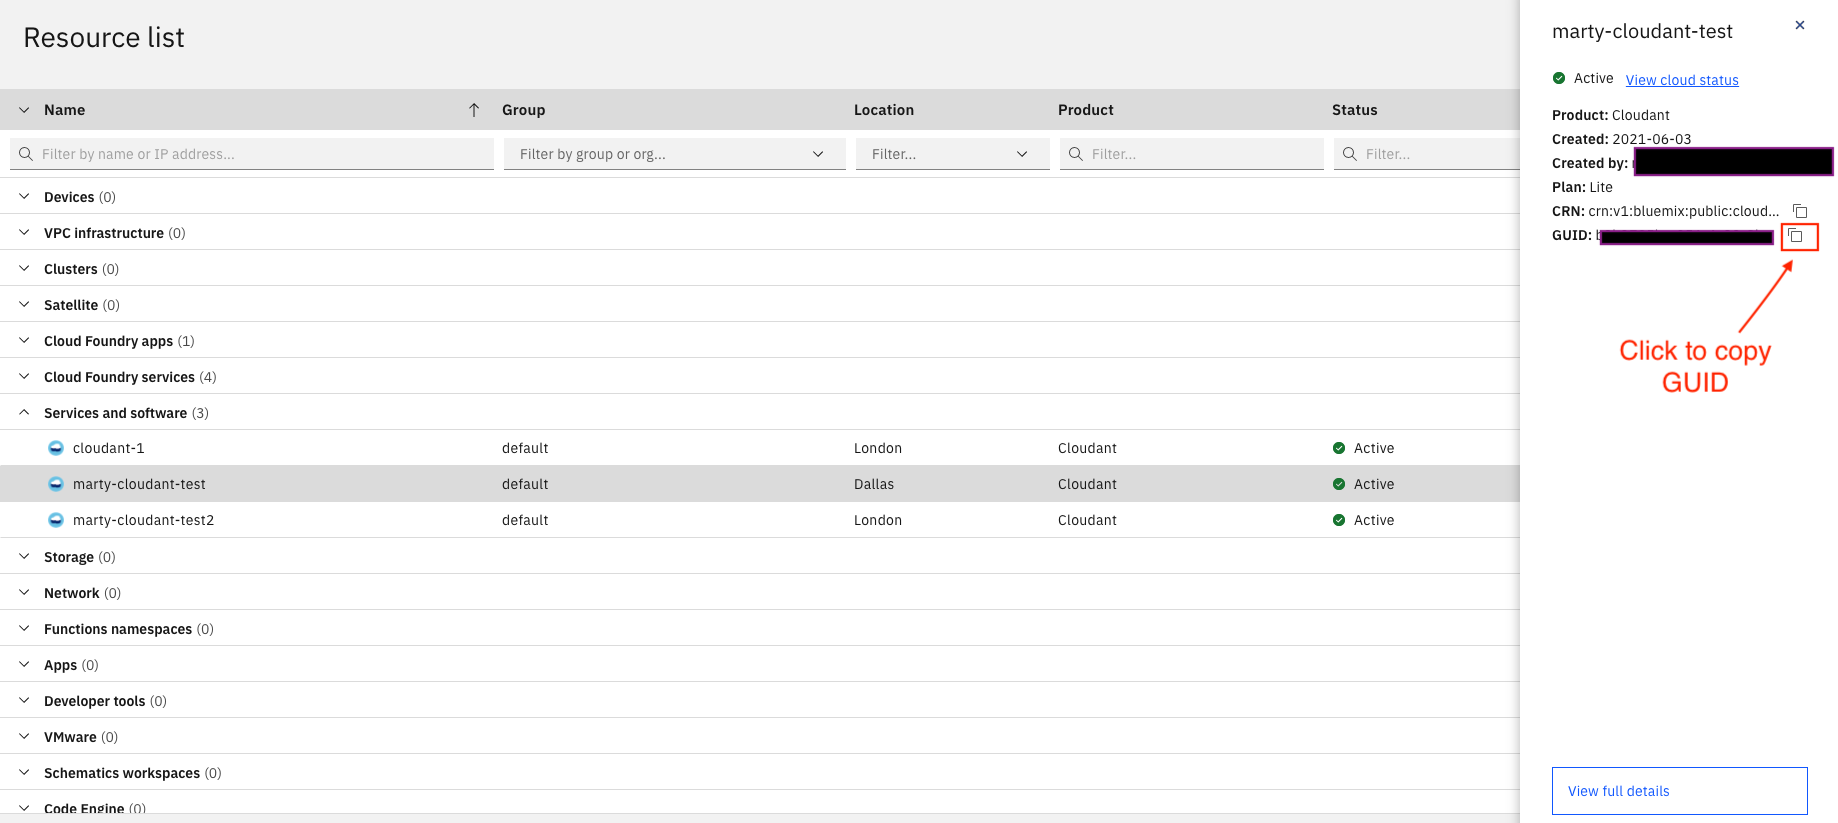 Resource list
Name Group Location Product Status
Filter by name or IP address... Filter by group or org... Filter... Filter... Filter...
Devices (0)
VPC infrastructure (0)
Clusters (0)
Satellite (0)
Cloud Foundry apps (1)
Cloud Foundry services (4)
Services and software (3)
cloudant-1 default London Cloudant Active
marty-cloudant-test default Dallas Cloudant Active
marty-cloudant-test2 default London Cloudant Active
Storage (0)
Network (0)
Functions namespaces (0)
Apps (0)
Developer tools (0)
VMware (0)
Schematics workspaces (0)
Code Engine (0)
marty-cloudant-test
Active View cloud status
Product: Cloudant
Created: 2021-06-03
Created by:
Plan: Lite
CRN: crn:v1:bluemix:public:cloud...
GUID:
Click to copy
GUID
View full details